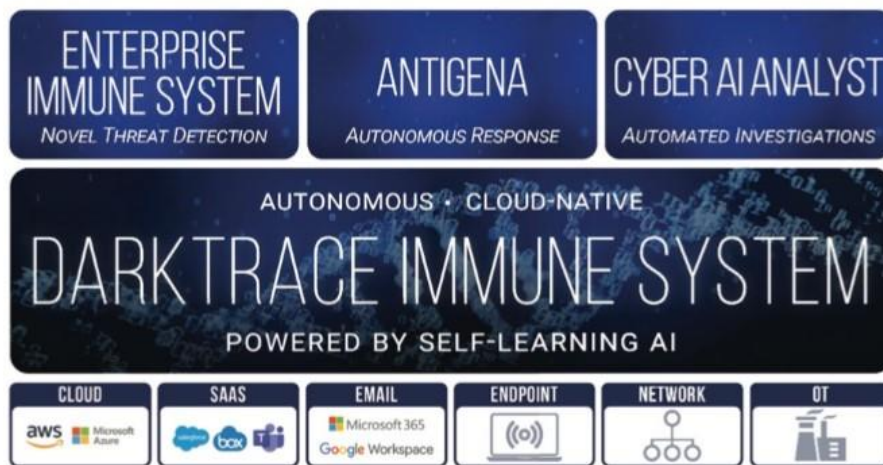 ENTERPRISE
IMMUNE SYSTEM
NOVEL THREAT DETECTION
ANTIGENA
AUTONOMOUS RESPONSE
CYBER AI ANALYST
AUTOMATED INVESTIGATIONS
AUTONOMOUS · CLOUD-NATIVE
DARKTRACE IMMUNE SYSTEM
POWERED BY SELF-LEARNING AI
CLOUD
aws Microsoft
Azure
SAAS
salesforce box T
EMAIL
Microsoft 365
Google Workspace
ENDPOINT
NETWORK
OT